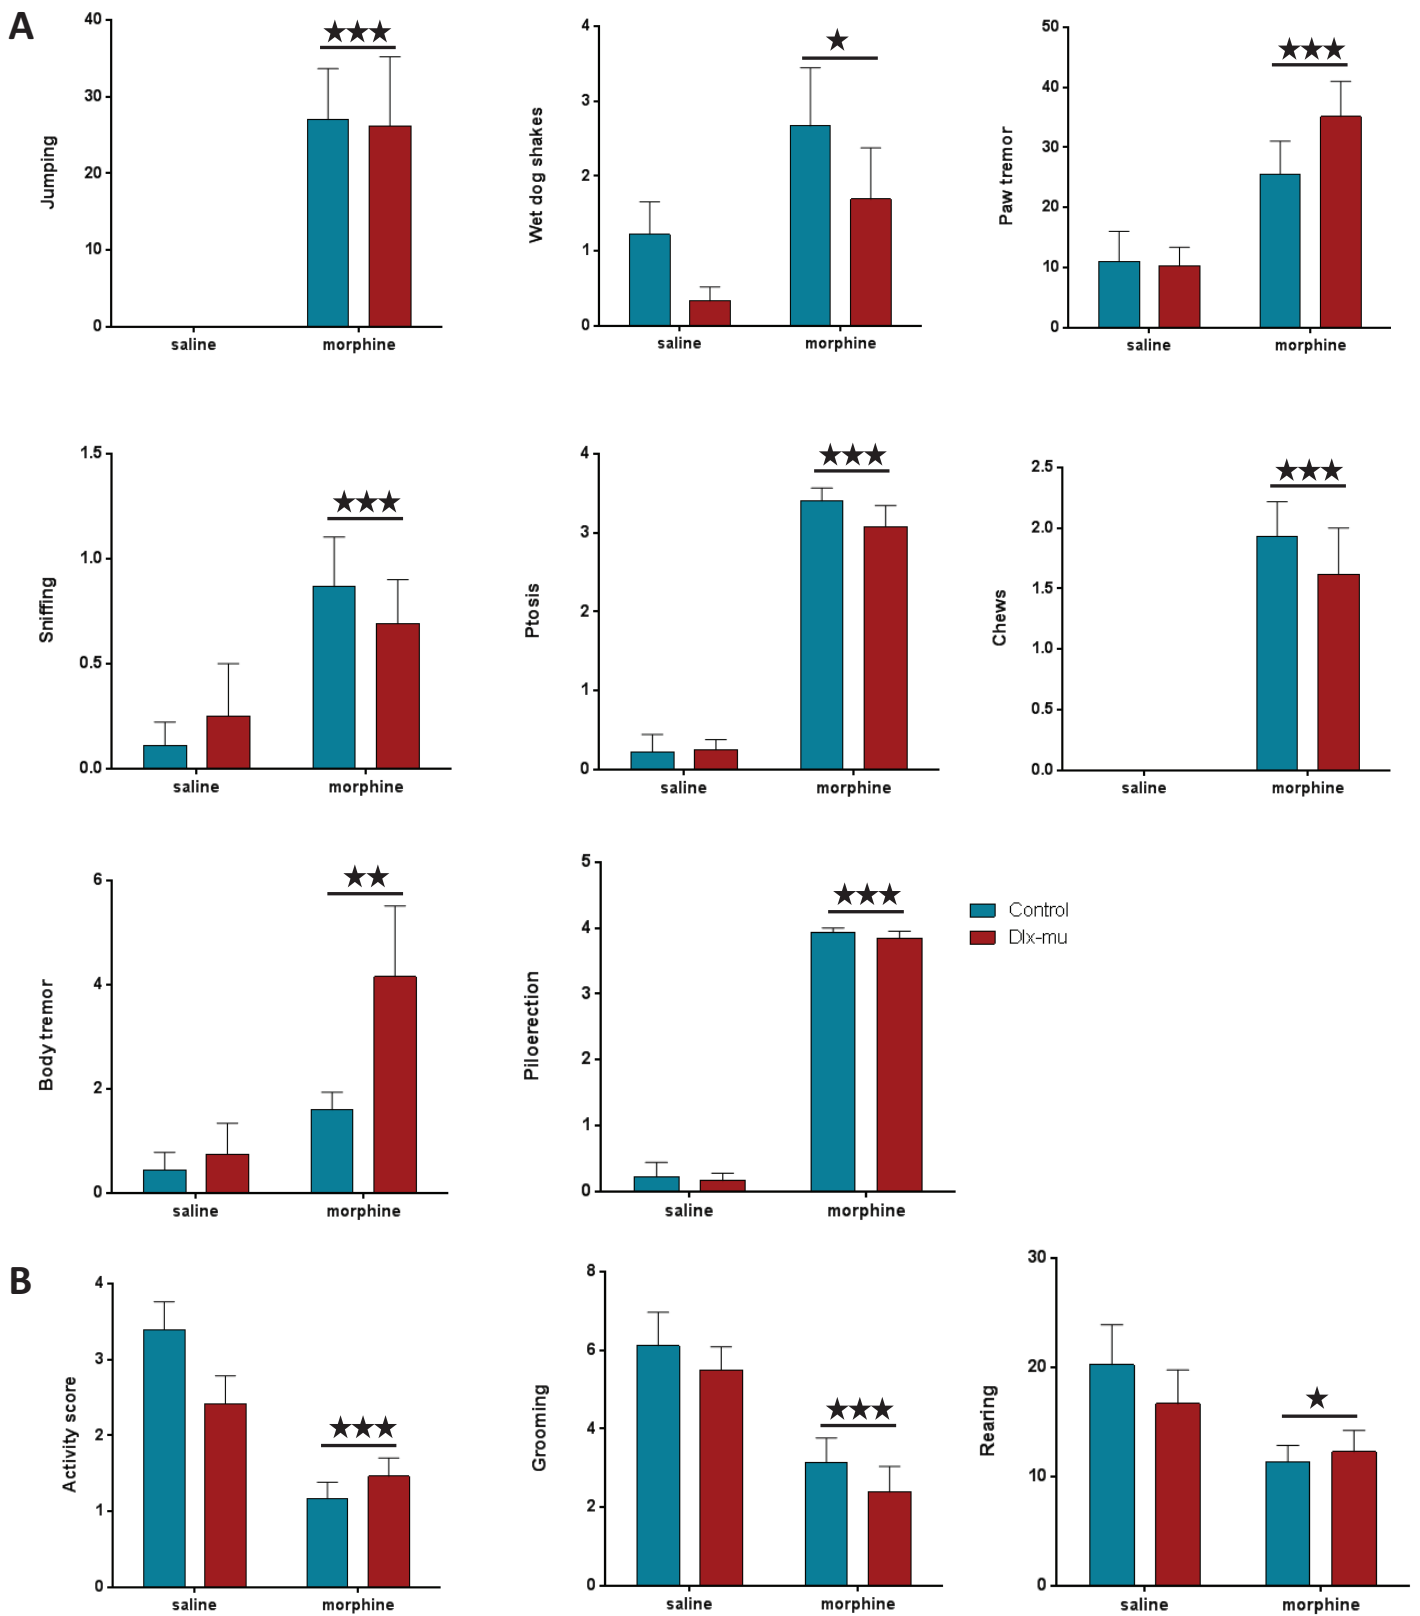 A
Jumping
40
30
20
10
0
saline
morphine
Wet dog shakes
4
3
2
1
0
saline
morphine
Paw tremor
50
40
30
20
10
0
saline
morphine
Sniffing
1.5
1.0
0.5
0.0
saline
morphine
Ptosis
4
3
2
1
0
saline
morphine
Chews
2.5
2.0
1.5
1.0
0.5
0.0
saline
morphine
Body tremor
6
4
2
0
saline
morphine
Piloerection
5
4
3
2
1
0
saline
morphine
Control
Dlx-mu
B
Activity score
4
3
2
1
0
saline
morphine
Grooming
8
6
4
2
0
saline
morphine
Rearing
30
20
10
0
saline
morphine